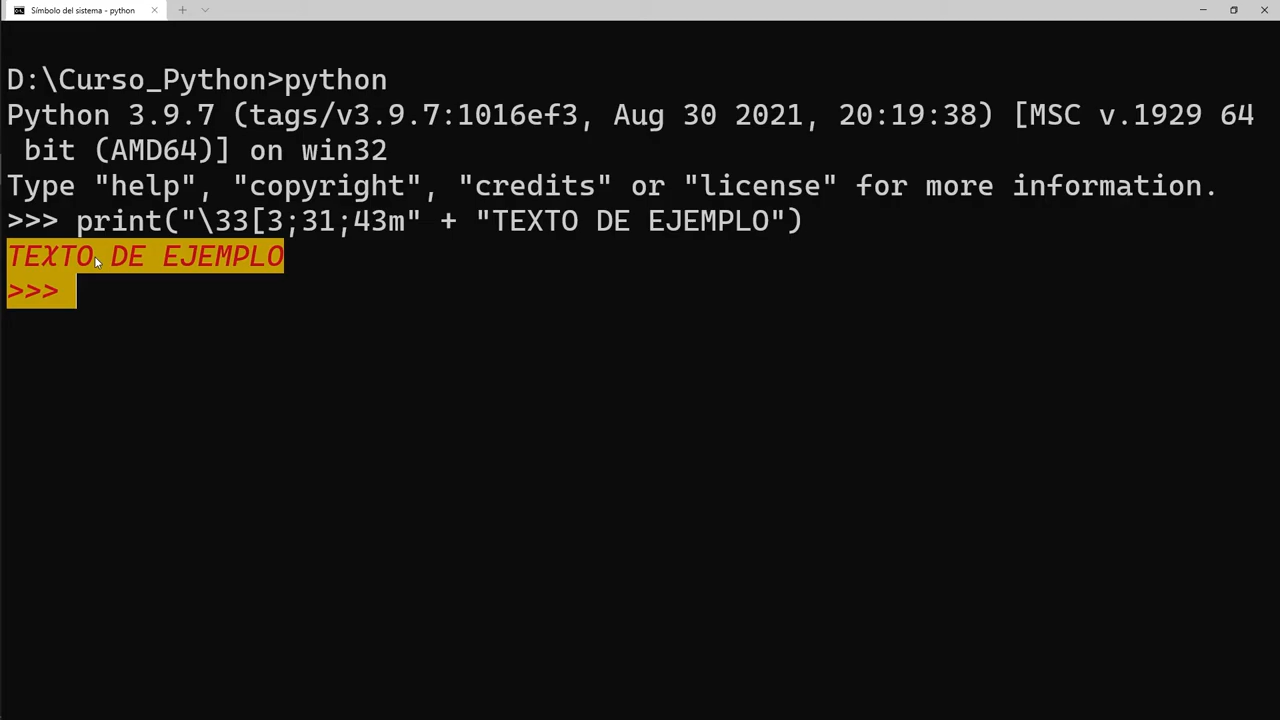 Símbolo del sistema - python
D:\Curso_Python>python
Python 3.9.7 (tags/v3.9.7:1016ef3, Aug 30 2021, 20:19:38) [MSC v.1929 64
 bit (AMD64)] on win32
Type "help", "copyright", "credits" or "license" for more information.
>>> print("\33[3;31;43m" + "TEXTO DE EJEMPLO")
TEXTO DE EJEMPLO
>>>